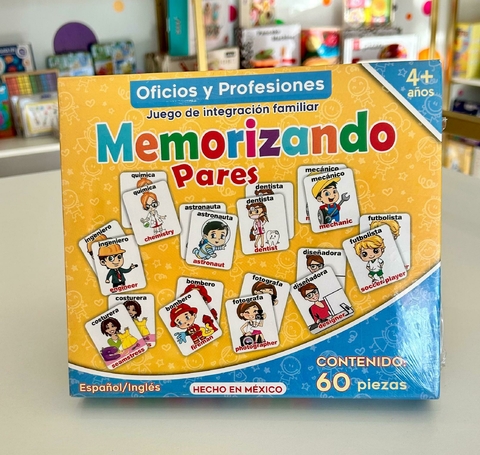 Oficios y Profesiones
4+
años
Juego de integración familiar
Memorizando
Pares
química
química
chemistry
astronauta
astronauta
astronaut
dentista
dentista
dentist
mecánico
mecánico
mechanic
ingeniero
ingeniero
engineer
futbolista
futbolista
soccer player
costurera
costurera
seamstress
bombero
bombero
fireman
fotografa
fotografa
photographer
diseñadora
diseñadora
designer
CONTENIDO:
60 piezas
Español/Inglés
HECHO EN MÉXICO